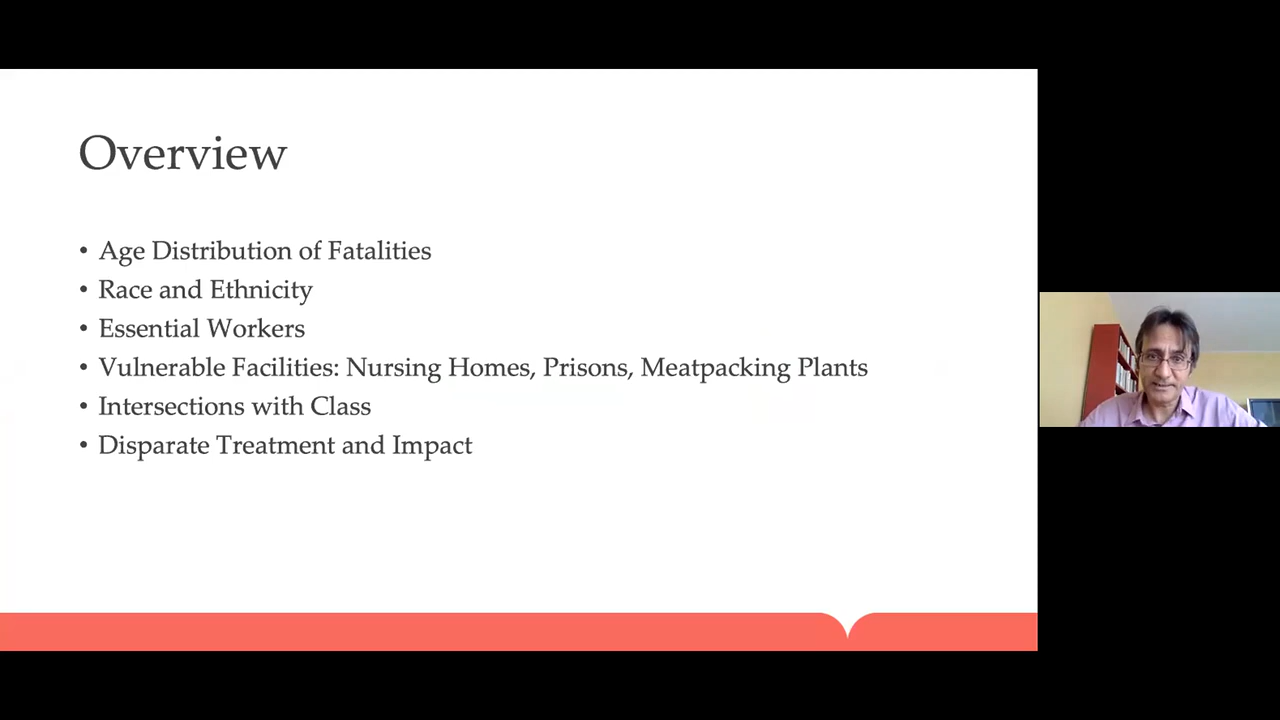 Overview
• Age Distribution of Fatalities
• Race and Ethnicity
• Essential Workers
• Vulnerable Facilities: Nursing Homes, Prisons, Meatpacking Plants
• Intersections with Class
• Disparate Treatment and Impact